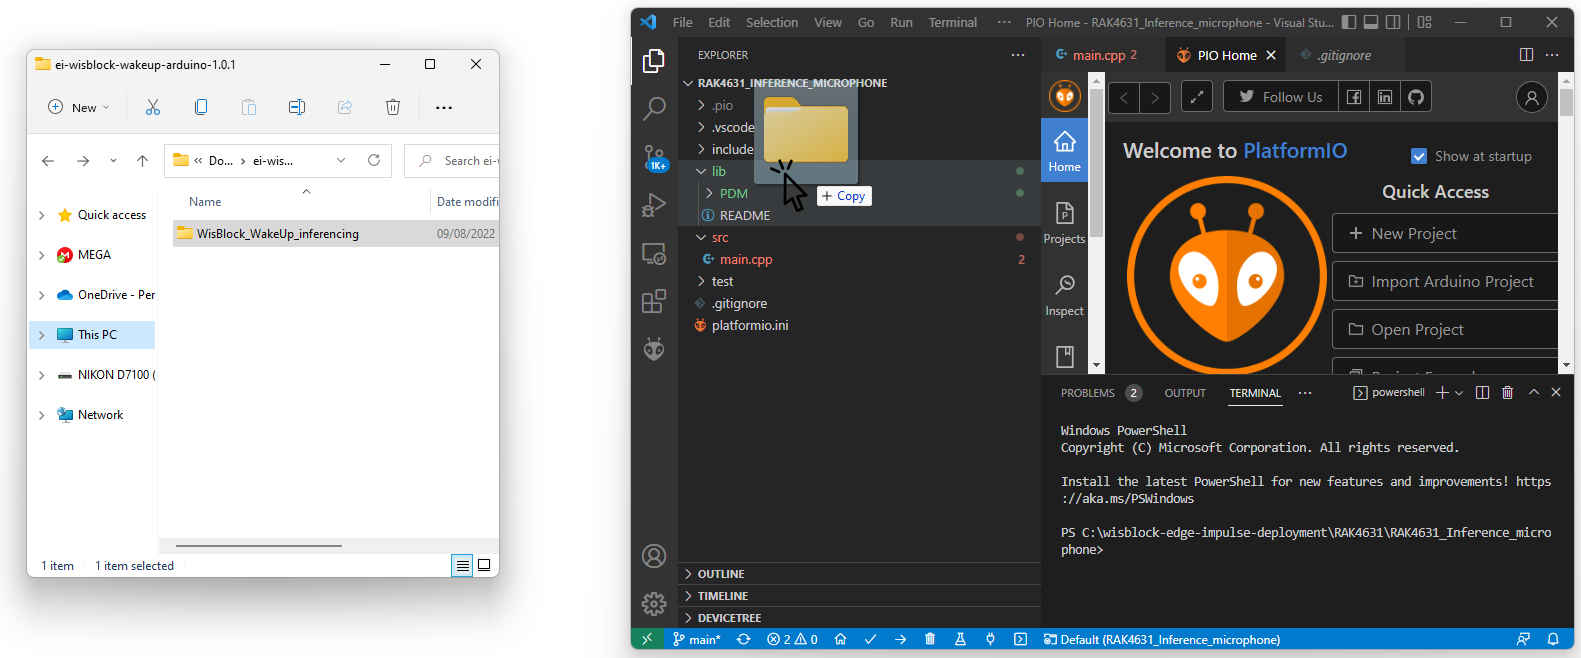 ei-wisblock-wakeup-arduino-1.0.1
New
Do...
ei-wis...
Search ei-v
Name
Date modifi
Quick access
MEGA
OneDrive - Per
This PC
NIKON D7100 (
Network
WisBlock_WakeUp_inferencing
09/08/2022
1 item
1 item selected
File Edit Selection View Go Run Terminal ··· PIO Home - RAK4631_Inference_microphone - Visual Stu...
EXPLORER
RAK4631_INFERENCE_MICROPHONE
.pio
.vscode
include
lib
PDM
README
src
main.cpp 2
test
.gitignore
platformio.ini
+ Copy
1K+
OUTLINE
TIMELINE
DEVICETREE
main.cpp 2
PIO Home
.gitignore
Follow Us
Home
Projects
Inspect
Welcome to PlatformIO
Show at startup
Quick Access
New Project
Import Arduino Project
Open Project
PROBLEMS 2 OUTPUT TERMINAL ···
powershell
Windows PowerShell
Copyright (C) Microsoft Corporation. All rights reserved.
Install the latest PowerShell for new features and improvements! https
://aka.ms/PSWindows
PS C:\wisblock-edge-impulse-deployment\RAK4631\RAK4631_Inference_micro
phone>
main*
2
0
Default (RAK4631_Inference_microphone)